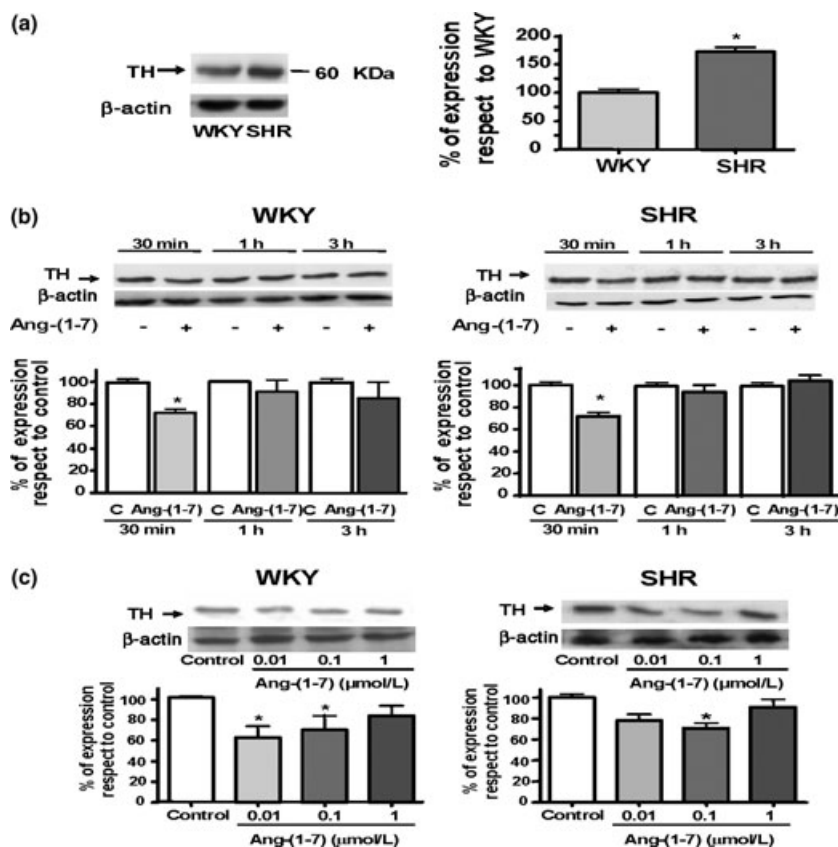 (a)
TH
60 KDa
β-actin
WKY SHR
% of expression
respect to WKY
200
150
100
50
0
WKY SHR
*
(b)
WKY
30 min 1 h 3 h
TH
β-actin
Ang-(1-7) - + - + - +
% of expression
respect to control
100
80
60
40
20
0
*
C Ang-(1-7) C Ang-(1-7) C Ang-(1-7)
30 min 1 h 3 h
SHR
30 min 1 h 3 h
TH
β-actin
Ang-(1-7) - + - + - +
% of expression
respect to control
100
80
60
40
20
0
*
C Ang-(1-7) C Ang-(1-7) C Ang-(1-7)
30 min 1 h 3 h
(c)
WKY
TH
β-actin
Control 0.01 0.1 1
Ang-(1-7) (μmol/L)
% of expression
respect to control
100
80
60
40
20
0
* *
Control 0.01 0.1 1
Ang-(1-7) (μmol/L)
SHR
TH
β-actin
Control 0.01 0.1 1
Ang-(1-7) (μmol/L)
% of expression
respect to control
100
80
60
40
20
0
*
Control 0.01 0.1 1
Ang-(1-7) (μmol/L)